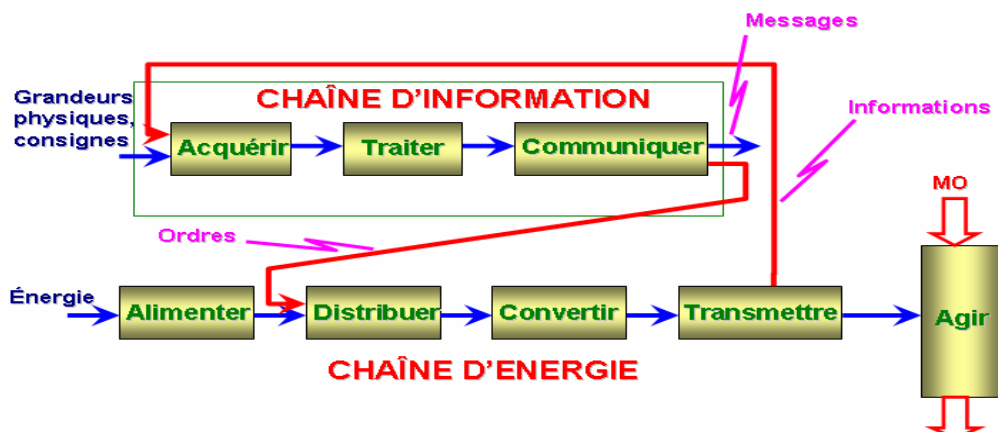 Messages
Grandeurs
physiques,
consignes
CHAÎNE D'INFORMATION
Informations
Acquérir
Traiter
Communiquer
MO
Ordres
Énergie
Alimenter
Distribuer
Convertir
Transmettre
Agir
CHAÎNE D'ENERGIE